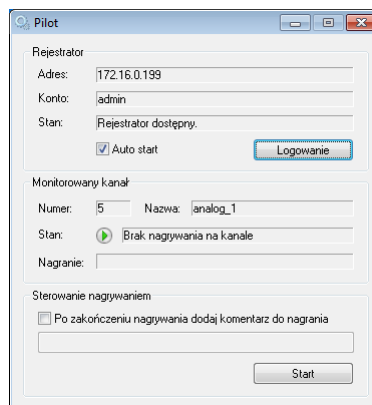 Pilot
Rejestrator
Adres: 172.16.0.199
Konto: admin
Stan: Rejestrator dostępny.
Auto start Logowanie
Monitorowany kanał
Numer: 5 Nazwa: analog_1
Stan: Brak nagrywania na kanale
Nagranie:
Sterowanie nagrywaniem
Po zakończeniu nagrywania dodaj komentarz do nagrania
Start